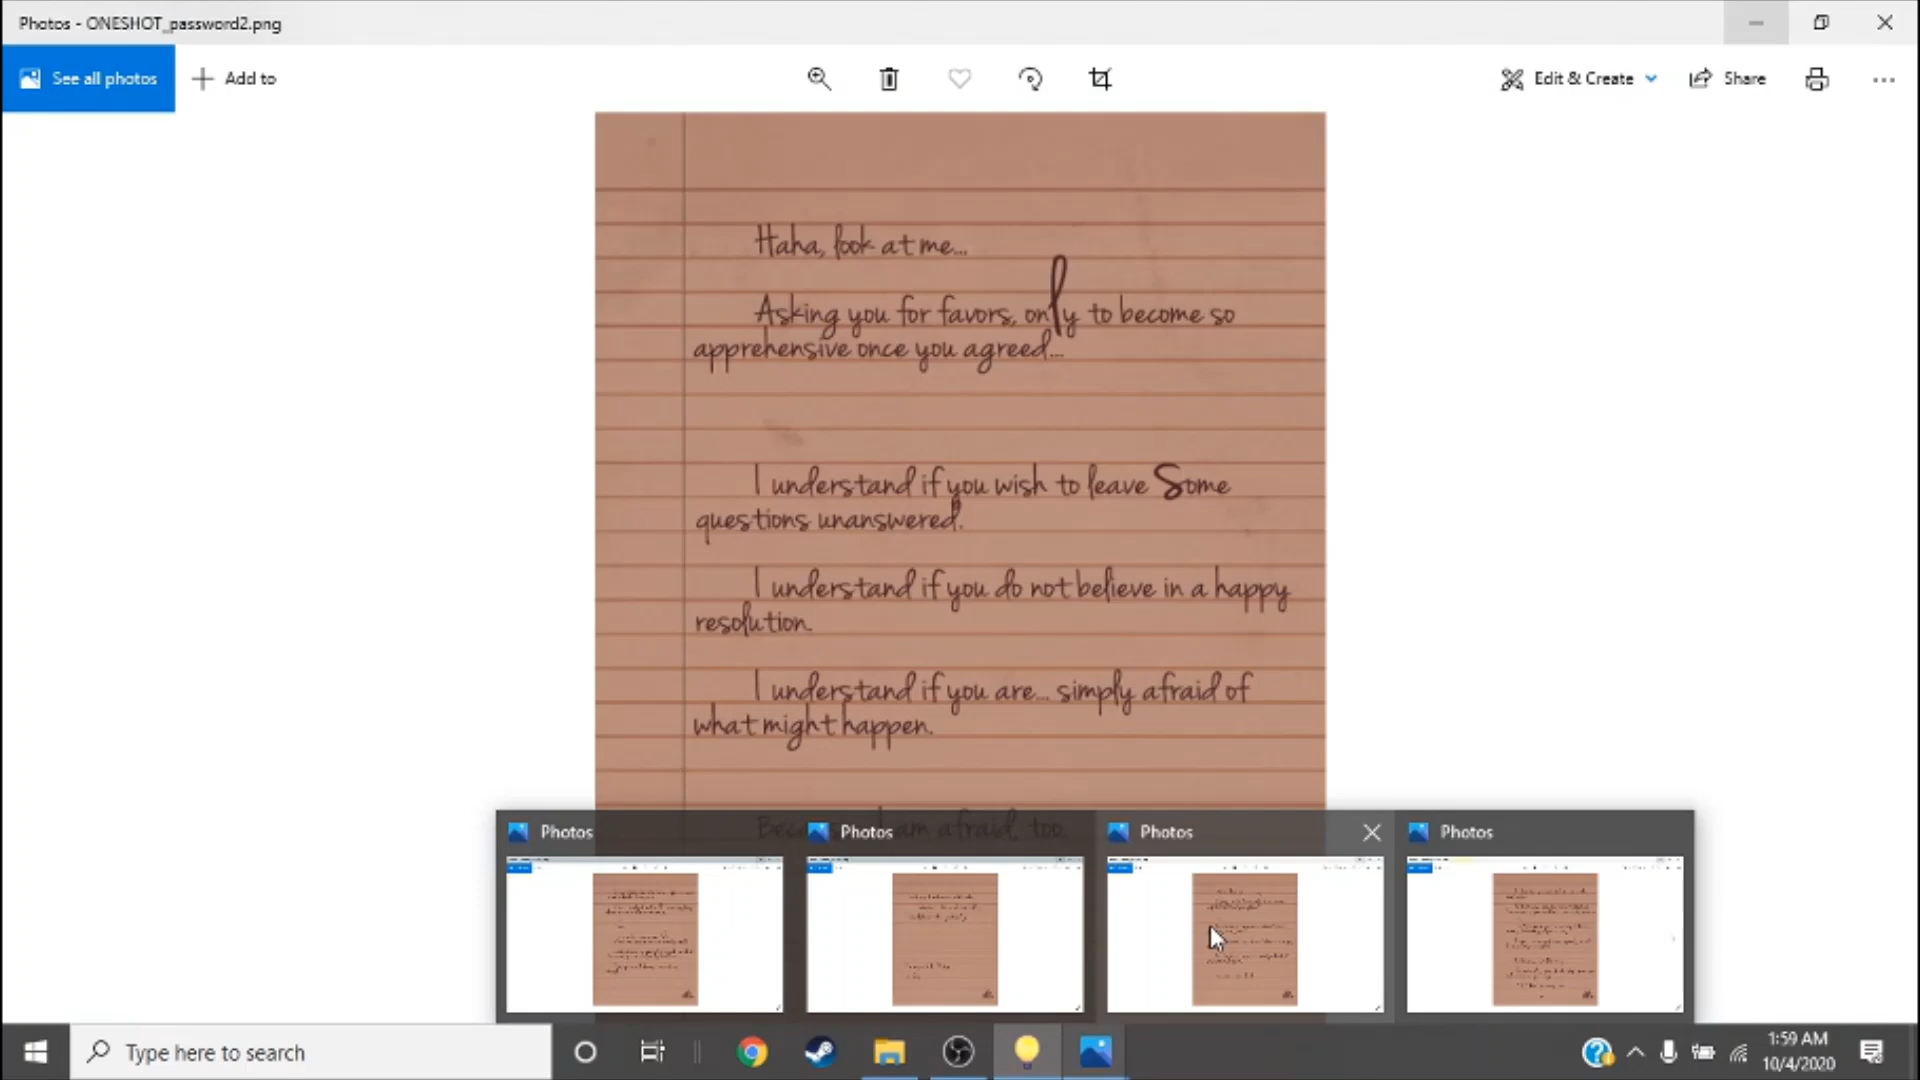 Photos - ONESHOT_password2.png
See all photos
Add to
Edit & Create
Share
Haha, look at me...
Asking you for favors, only to become so
apprehensive once you agreed...
I understand if you wish to leave Some
questions unanswered.
I understand if you do not believe in a happy
resolution.
I understand if you are... simply afraid of
what might happen.
am afraid too.
Photos
Photos
Photos
Photos
Type here to search
1:59 AM
10/4/2020